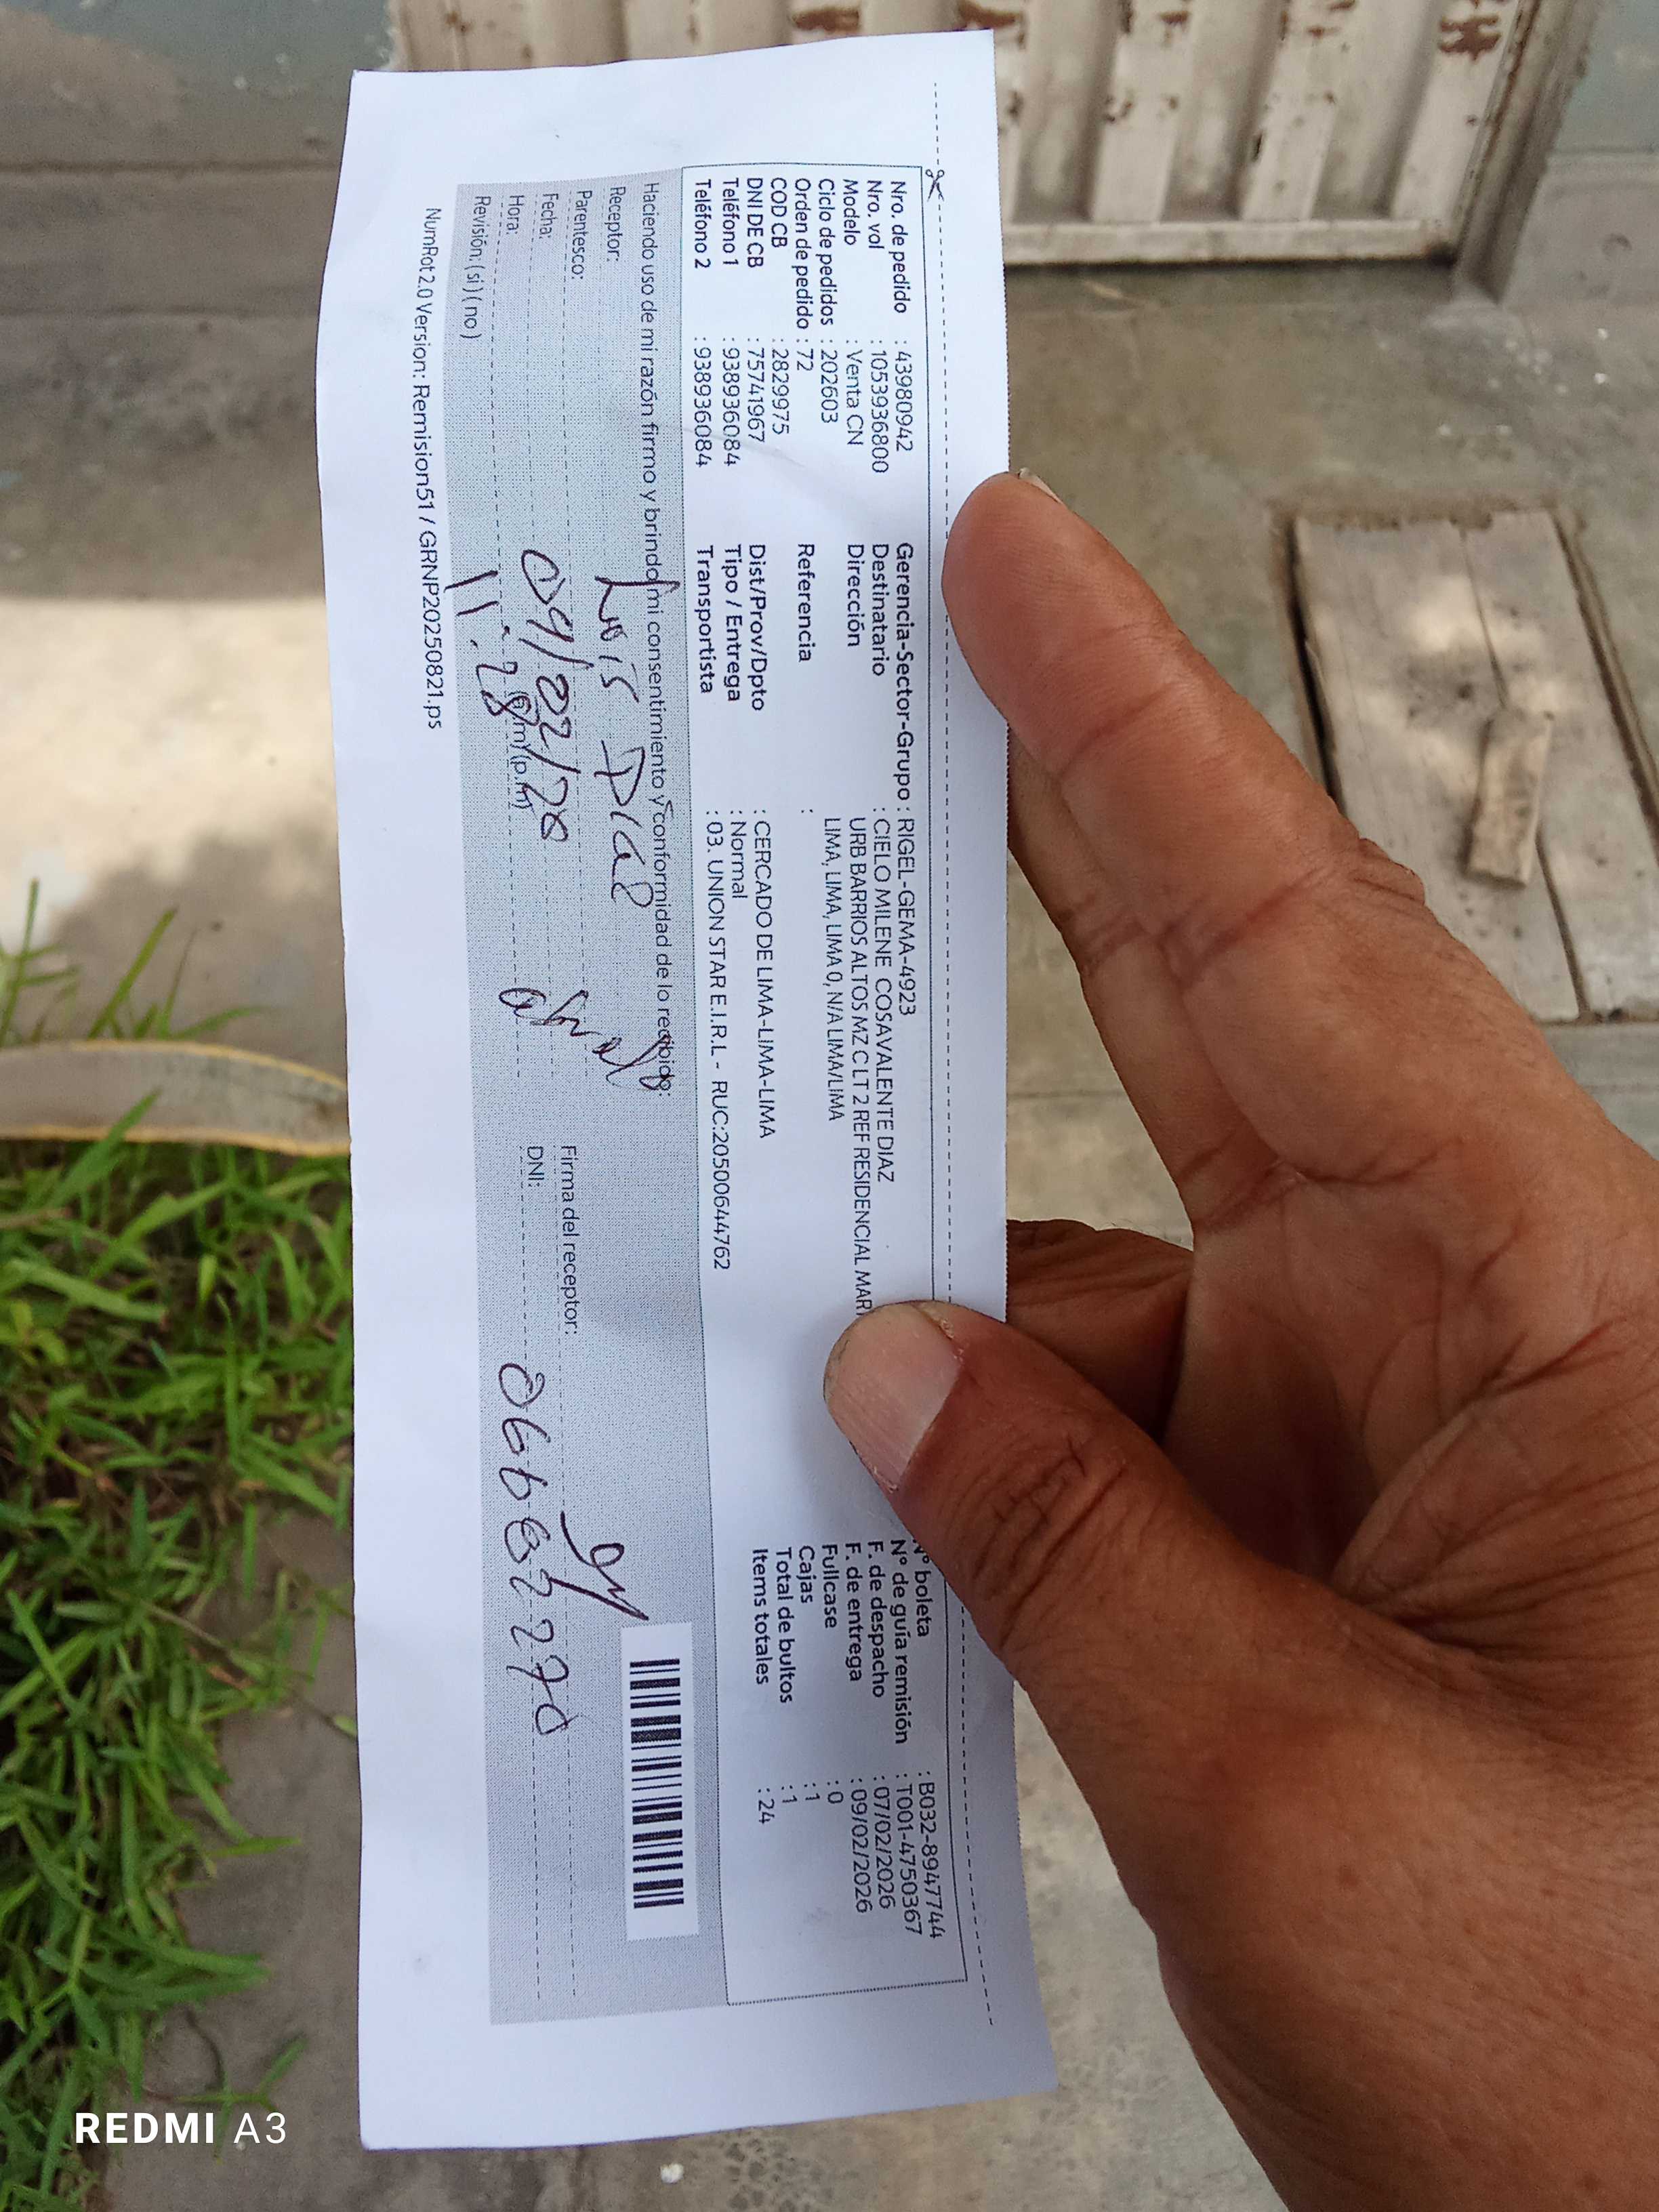 Nro. de pedido : 43980942
Nro. vol : 1053936800
Modelo : Venta CN
Ciclo de pedidos : 202603
Orden de pedido : 72
COD CB : 2829975
DNI DE CB : 75741967
Teléfono 1 : 938936084
Teléfono 2 : 938936084
Gerencia-Sector-Grupo : RIGEL-GEMA-4923
Destinatario : CIELO MILENE COSAVALENTE DIAZ
Dirección URB BARRIOS ALTOS MZ C LT 2 REF RESIDENCIAL MAR
LIMA, LIMA, LIMA 0, N/A LIMA/LIMA
Referencia :
Dist/Prov/Dpto : CERCADO DE LIMA-LIMA-LIMA
Tipo / Entrega : Normal
Transportista : 03. UNION STAR E.I.R.L - RUC:20500644762
N° boleta : B032-8947744
N° de guía remisión : T001-4750367
F. de despacho : 07/02/2026
F. de entrega : 09/02/2026
Fullcase : 0
Cajas : 1
Total de bultos : 1
Items totales : 24
Haciendo uso de mi razón firmo y brindo mi consentimiento y conformidad de lo recibido:
Receptor: Luis Diaz
Parentesco:
Fecha: 09/02/26
Hora: 11:28 (a.m) (p.m)
Revisión: ( si ) ( no )
Firma del receptor:
DNI: 06682270
NumRot2.0 Version: Remision51 / GRNP20250821.ps
REDMI A3